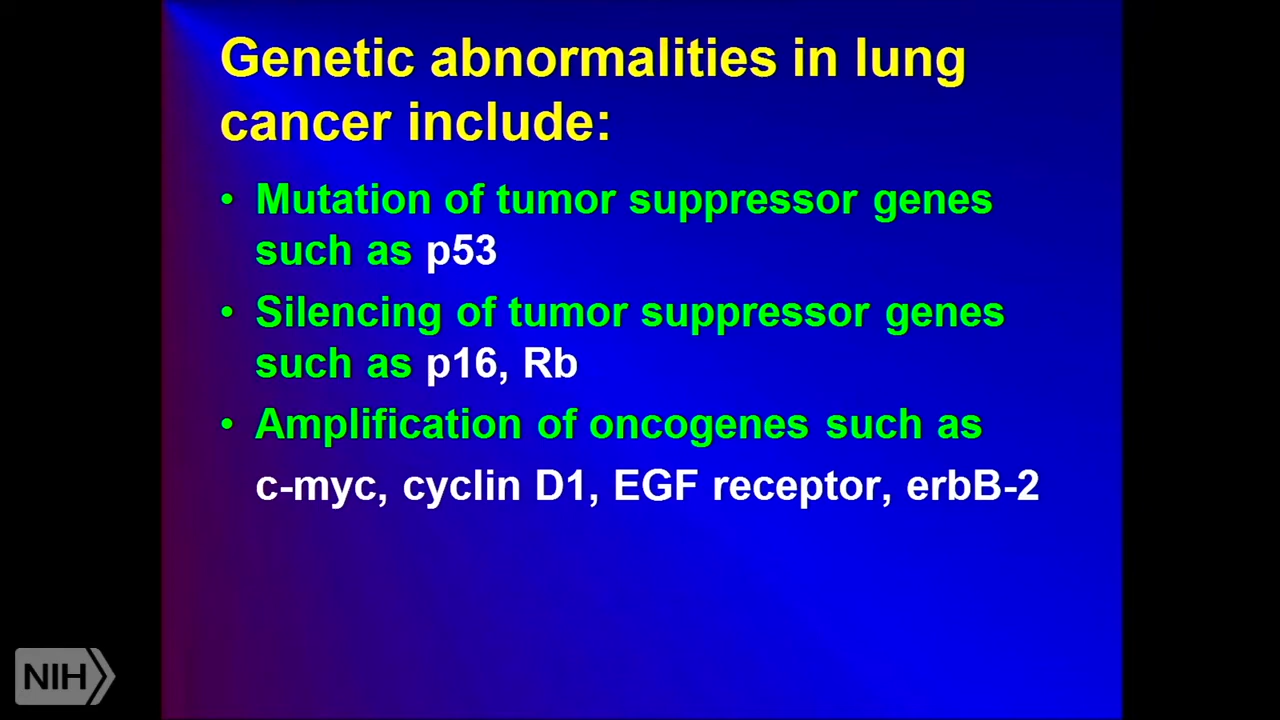 Genetic abnormalities in lung
cancer include:
• Mutation of tumor suppressor genes
such as p53
• Silencing of tumor suppressor genes
such as p16, Rb
• Amplification of oncogenes such as
c-myc, cyclin D1, EGF receptor, erbB-2
NIH